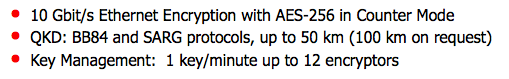 • 10 Gbit/s Ethernet Encryption with AES-256 in Counter Mode
• QKD: BB84 and SARG protocols, up to 50 km (100 km on request)
• Key Management:  1 key/minute up to 12 encryptors